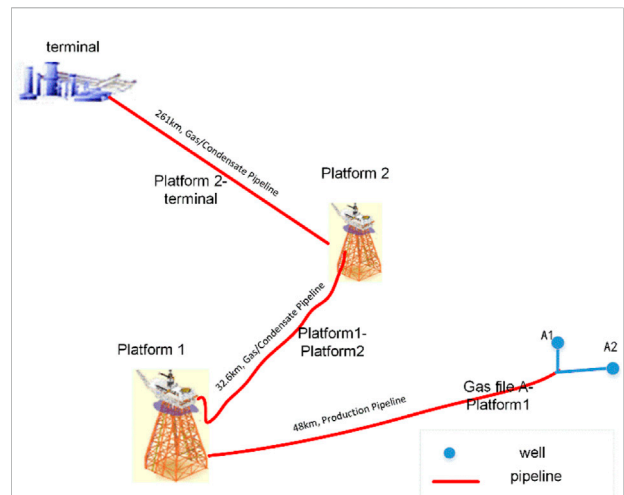 terminal
261km, Gas/Condensate Pipeline
Platform 2-
terminal
Platform 2
32.6km, Gas/Condensate Pipeline
Platform1-
Platform2
Platform 1
A1
A2
Gas file A-
Platform1
48km, Production Pipeline
well
pipeline